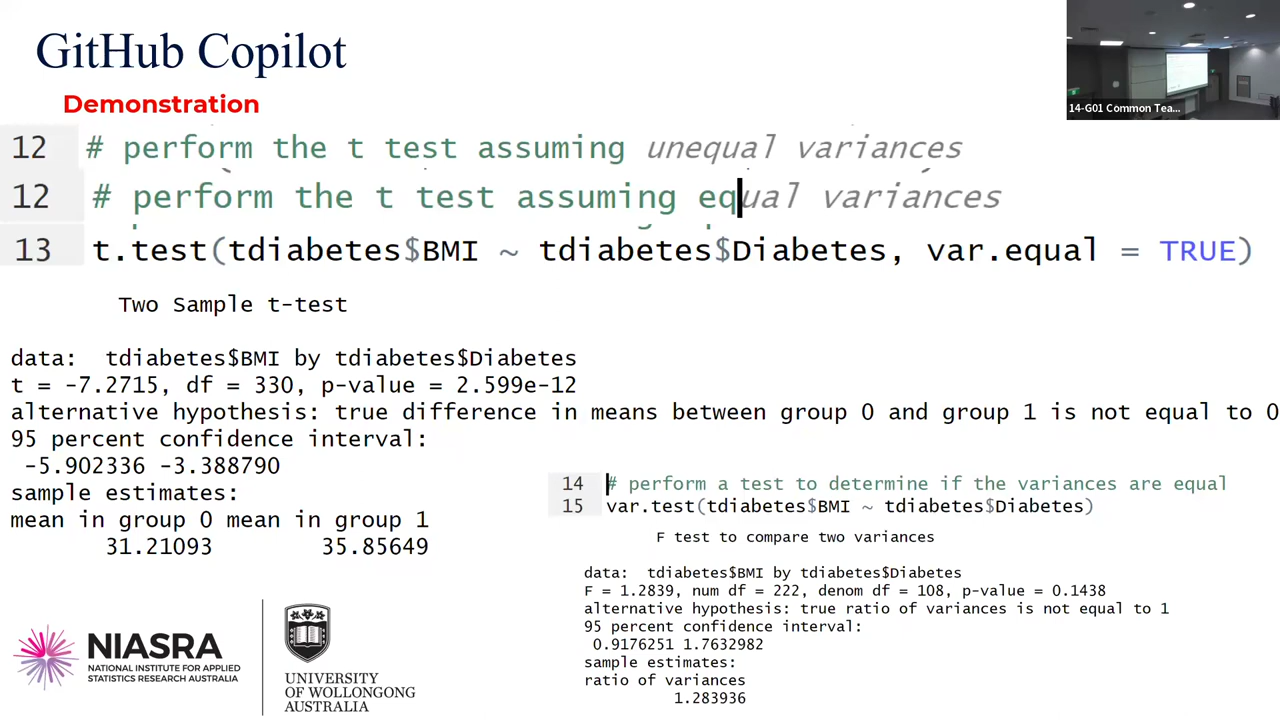 GitHub Copilot
Demonstration
14-G01 Common Tea...
12 # perform the t test assuming unequal variances
12 # perform the t test assuming equal variances
13 t.test(tdiabetes$BMI ~ tdiabetes$Diabetes, var.equal = TRUE)
Two Sample t-test
data: tdiabetes$BMI by tdiabetes$Diabetes
t = -7.2715, df = 330, p-value = 2.599e-12
alternative hypothesis: true difference in means between group 0 and group 1 is not equal to 0
95 percent confidence interval:
-5.902336 -3.388790
sample estimates:
mean in group 0 mean in group 1
31.21093 35.85649
14 # perform a test to determine if the variances are equal
15 var.test(tdiabetes$BMI ~ tdiabetes$Diabetes)
F test to compare two variances
data: tdiabetes$BMI by tdiabetes$Diabetes
F = 1.2839, num df = 222, denom df = 108, p-value = 0.1438
alternative hypothesis: true ratio of variances is not equal to 1
95 percent confidence interval:
0.9176251 1.7632982
sample estimates:
ratio of variances
1.283936
NIASRA
NATIONAL INSTITUTE FOR APPLIED
STATISTICS RESEARCH AUSTRALIA
UNIVERSITY
OF WOLLONGONG
AUSTRALIA